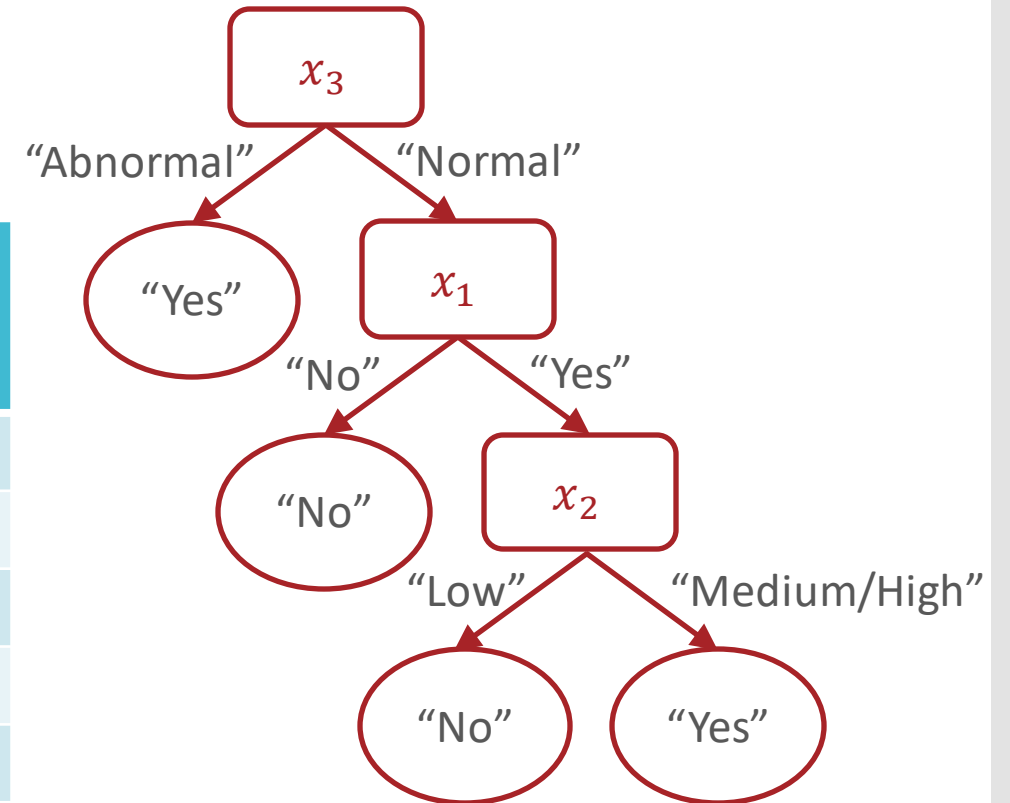 x₃
“Abnormal” “Normal”
“Yes” x₁
“No” “Yes”
“No” x₂
“Low” “Medium/High”
“No” “Yes”